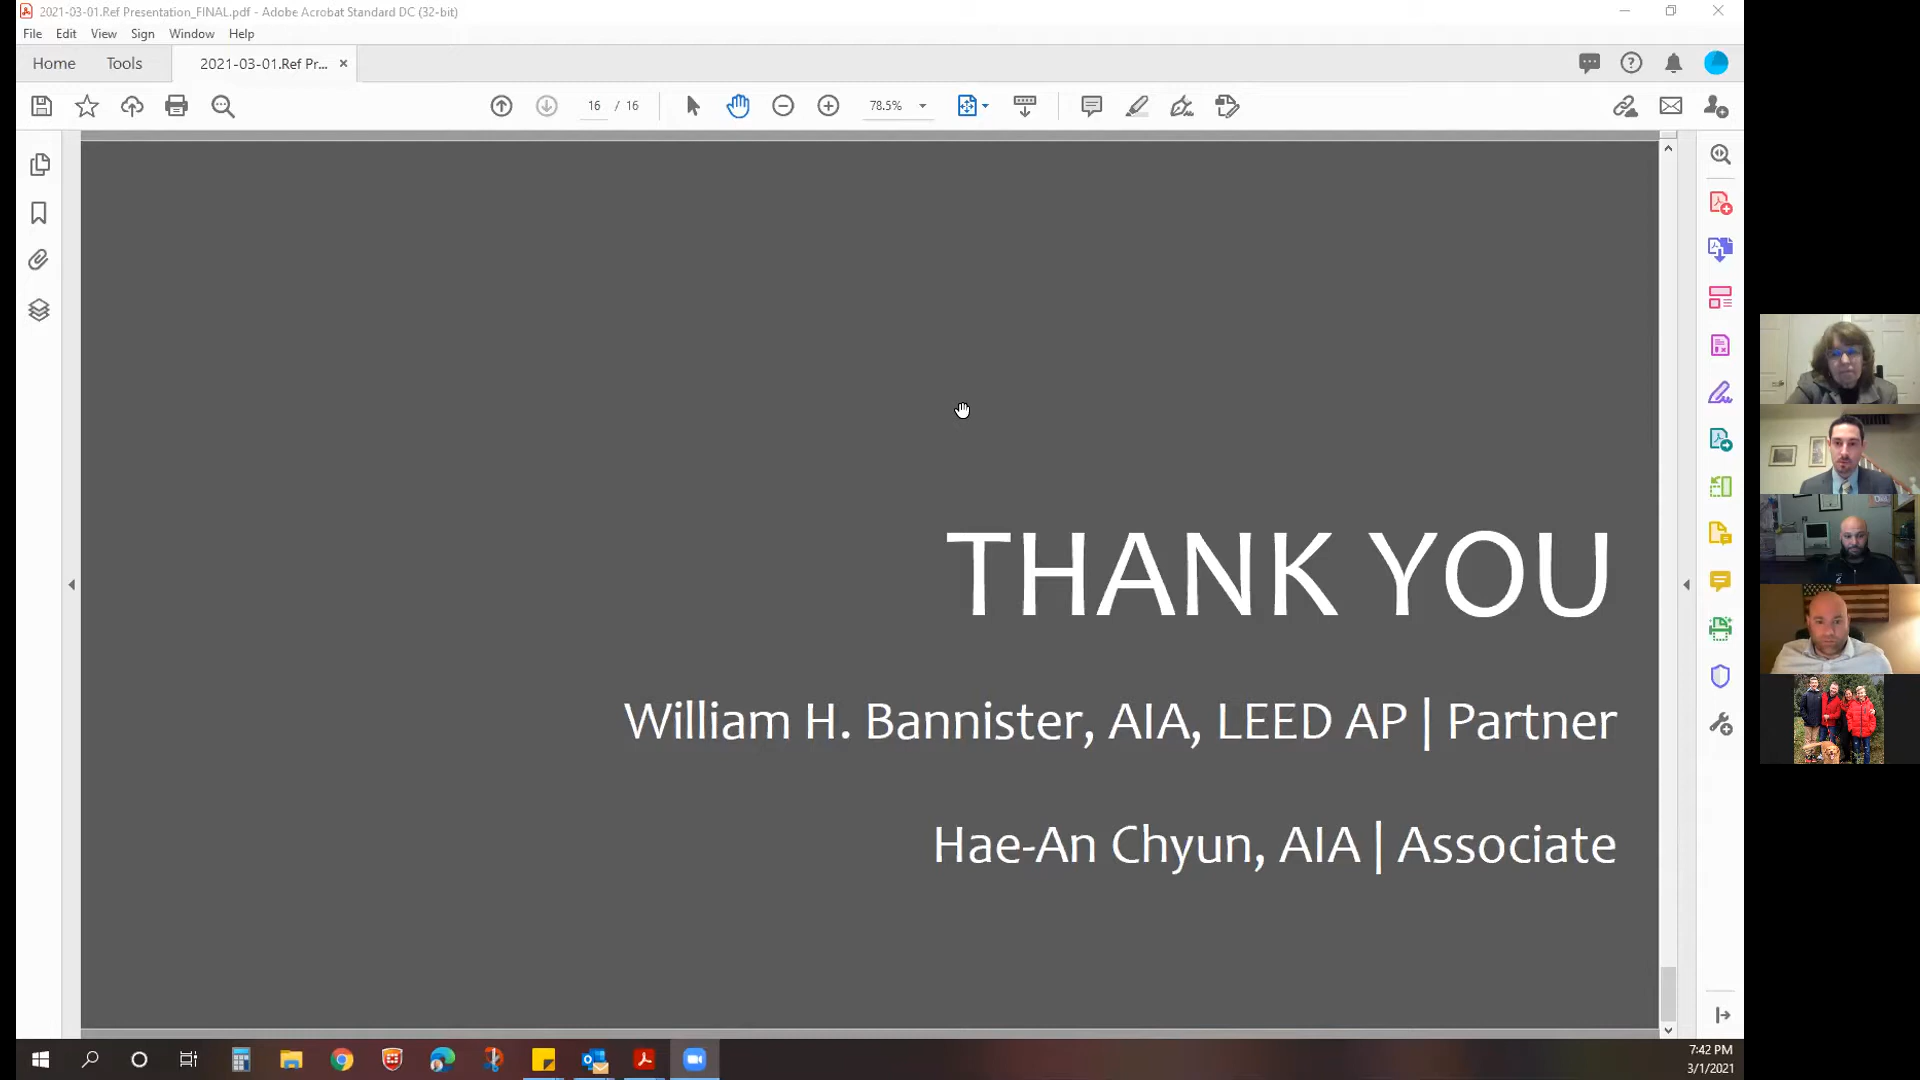 2021-03-01.Ref Presentation_FINAL.pdf - Adobe Acrobat Standard DC (32-bit)
File Edit View Sign Window Help
Home Tools 2021-03-01.Ref Pr...
16 / 16 78.5%
THANK YOU
William H. Bannister, AIA, LEED AP | Partner
Hae-An Chyun, AIA | Associate
7:42 PM
3/1/2021